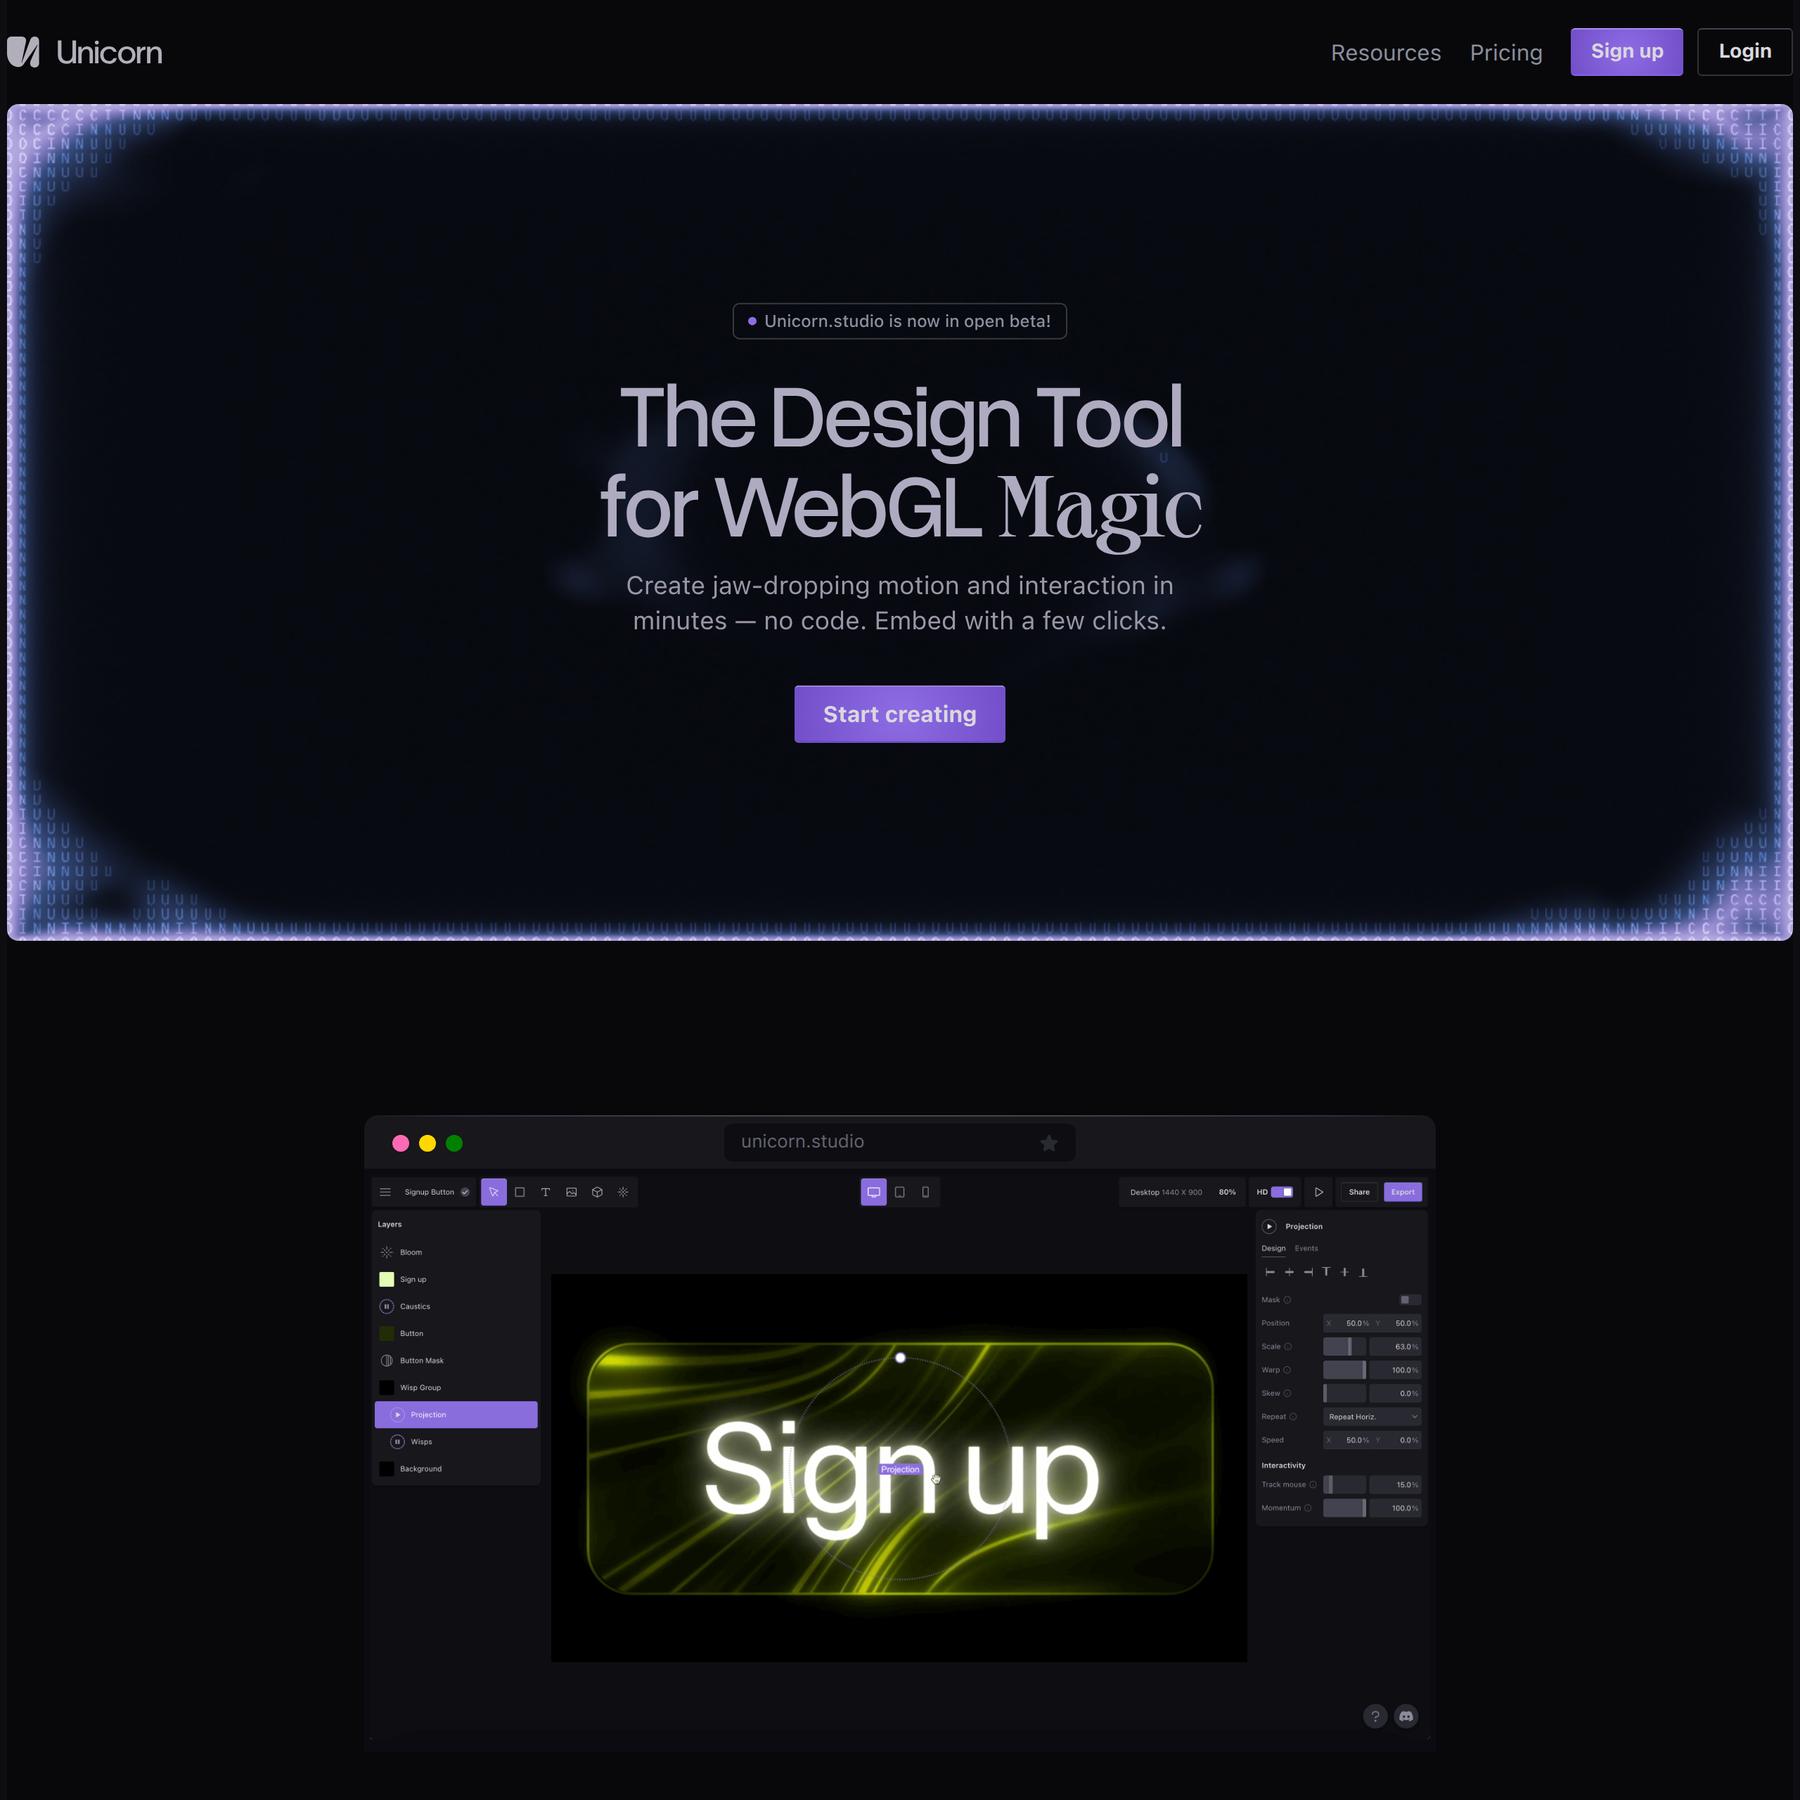 Unicorn
Resources Pricing Sign up Login
Unicorn.studio is now in open beta!
The Design Tool
for WebGL Magic
Create jaw-dropping motion and interaction in
minutes — no code. Embed with a few clicks.
Start creating
unicorn.studio
Signup Button
Desktop 1440 X 900 80% HD Share Export
Layers
Bloom
Sign up
Caustics
Button
Button Mask
Wisp Group
Projection
Wisps
Background
Sign up
Projection
Projection
Design Events
Mask
Position X 50.0% Y 50.0%
Scale 63.0%
Warp 100.0%
Skew 0.0%
Repeat Repeat Horiz.
Speed X 50.0% Y 0.0%
Interactivity
Track mouse 15.0%
Momentum 100.0%
?